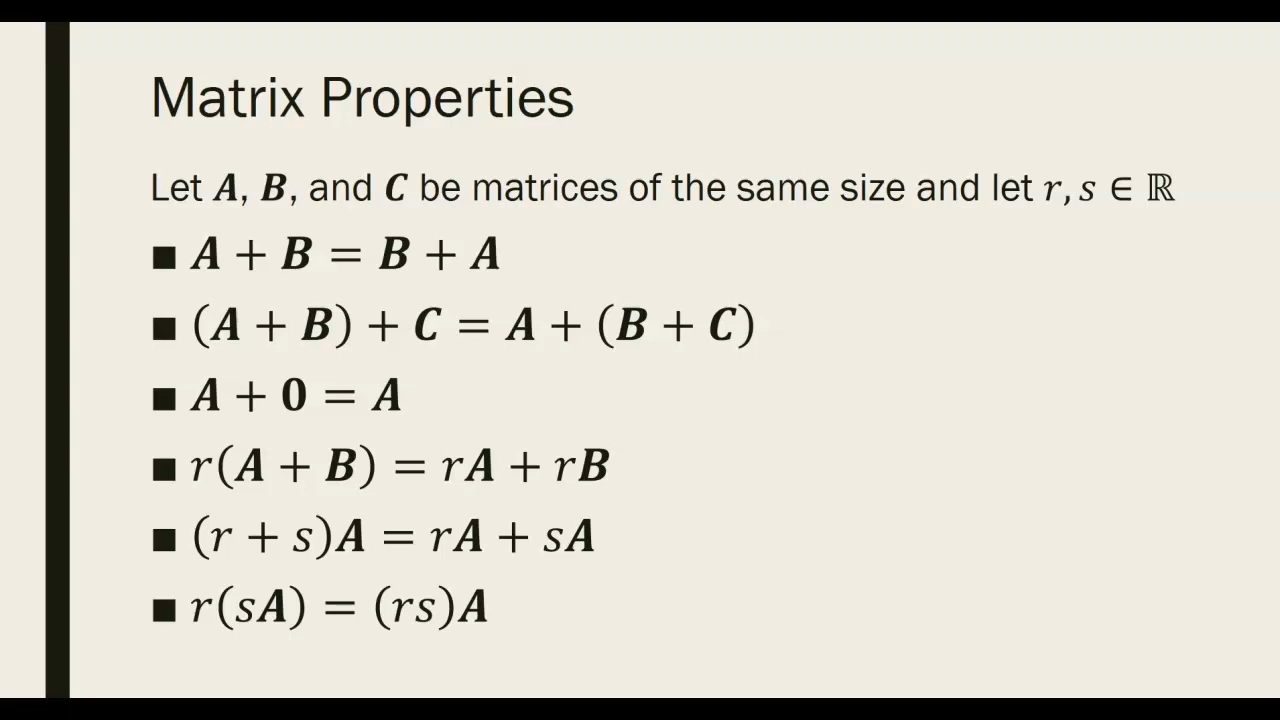 Matrix Properties
Let A, B, and C be matrices of the same size and let r, s ∈ ℝ
■ A + B = B + A
■ (A + B) + C = A + (B + C)
■ A + 0 = A
■ r(A + B) = rA + rB
■ (r + s)A = rA + sA
■ r(sA) = (rs)A